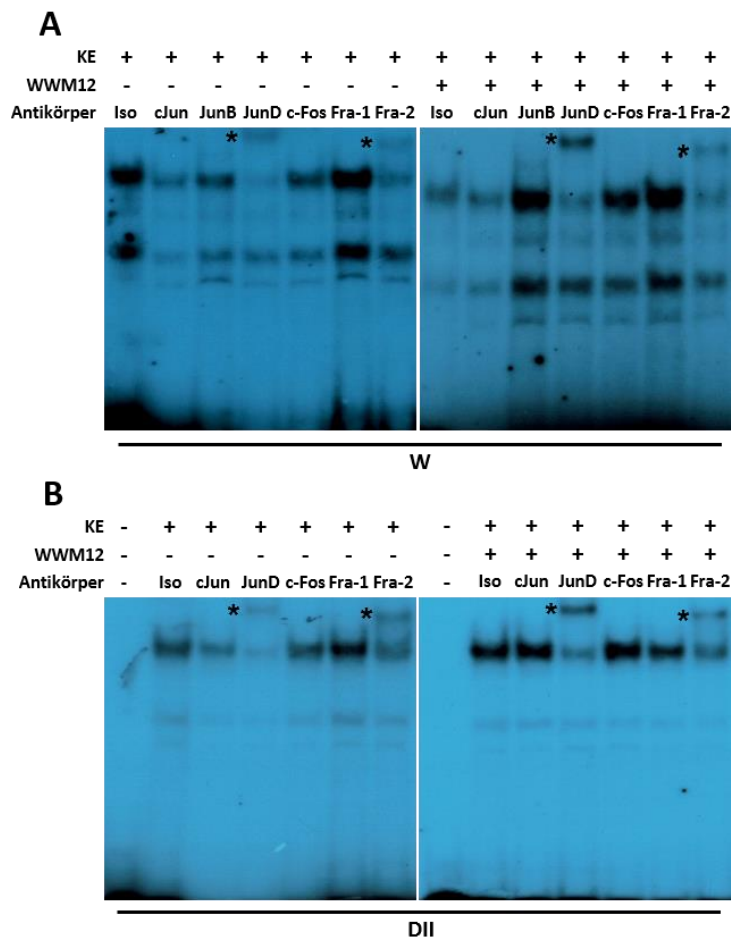 A
KE + + + + + + + + + + + + + +
WWM12 - - - - - - - + + + + + + +
Antikörper Iso cJun JunB JunD c-Fos Fra-1 Fra-2 Iso cJun JunB JunD c-Fos Fra-1 Fra-2
* * * *
W
B
KE - + + + + + + - + + + + + +
WWM12 - - - - - - - - + + + + + +
Antikörper - Iso cJun JunD c-Fos Fra-1 Fra-2 - Iso cJun JunD c-Fos Fra-1 Fra-2
* * * *
DII